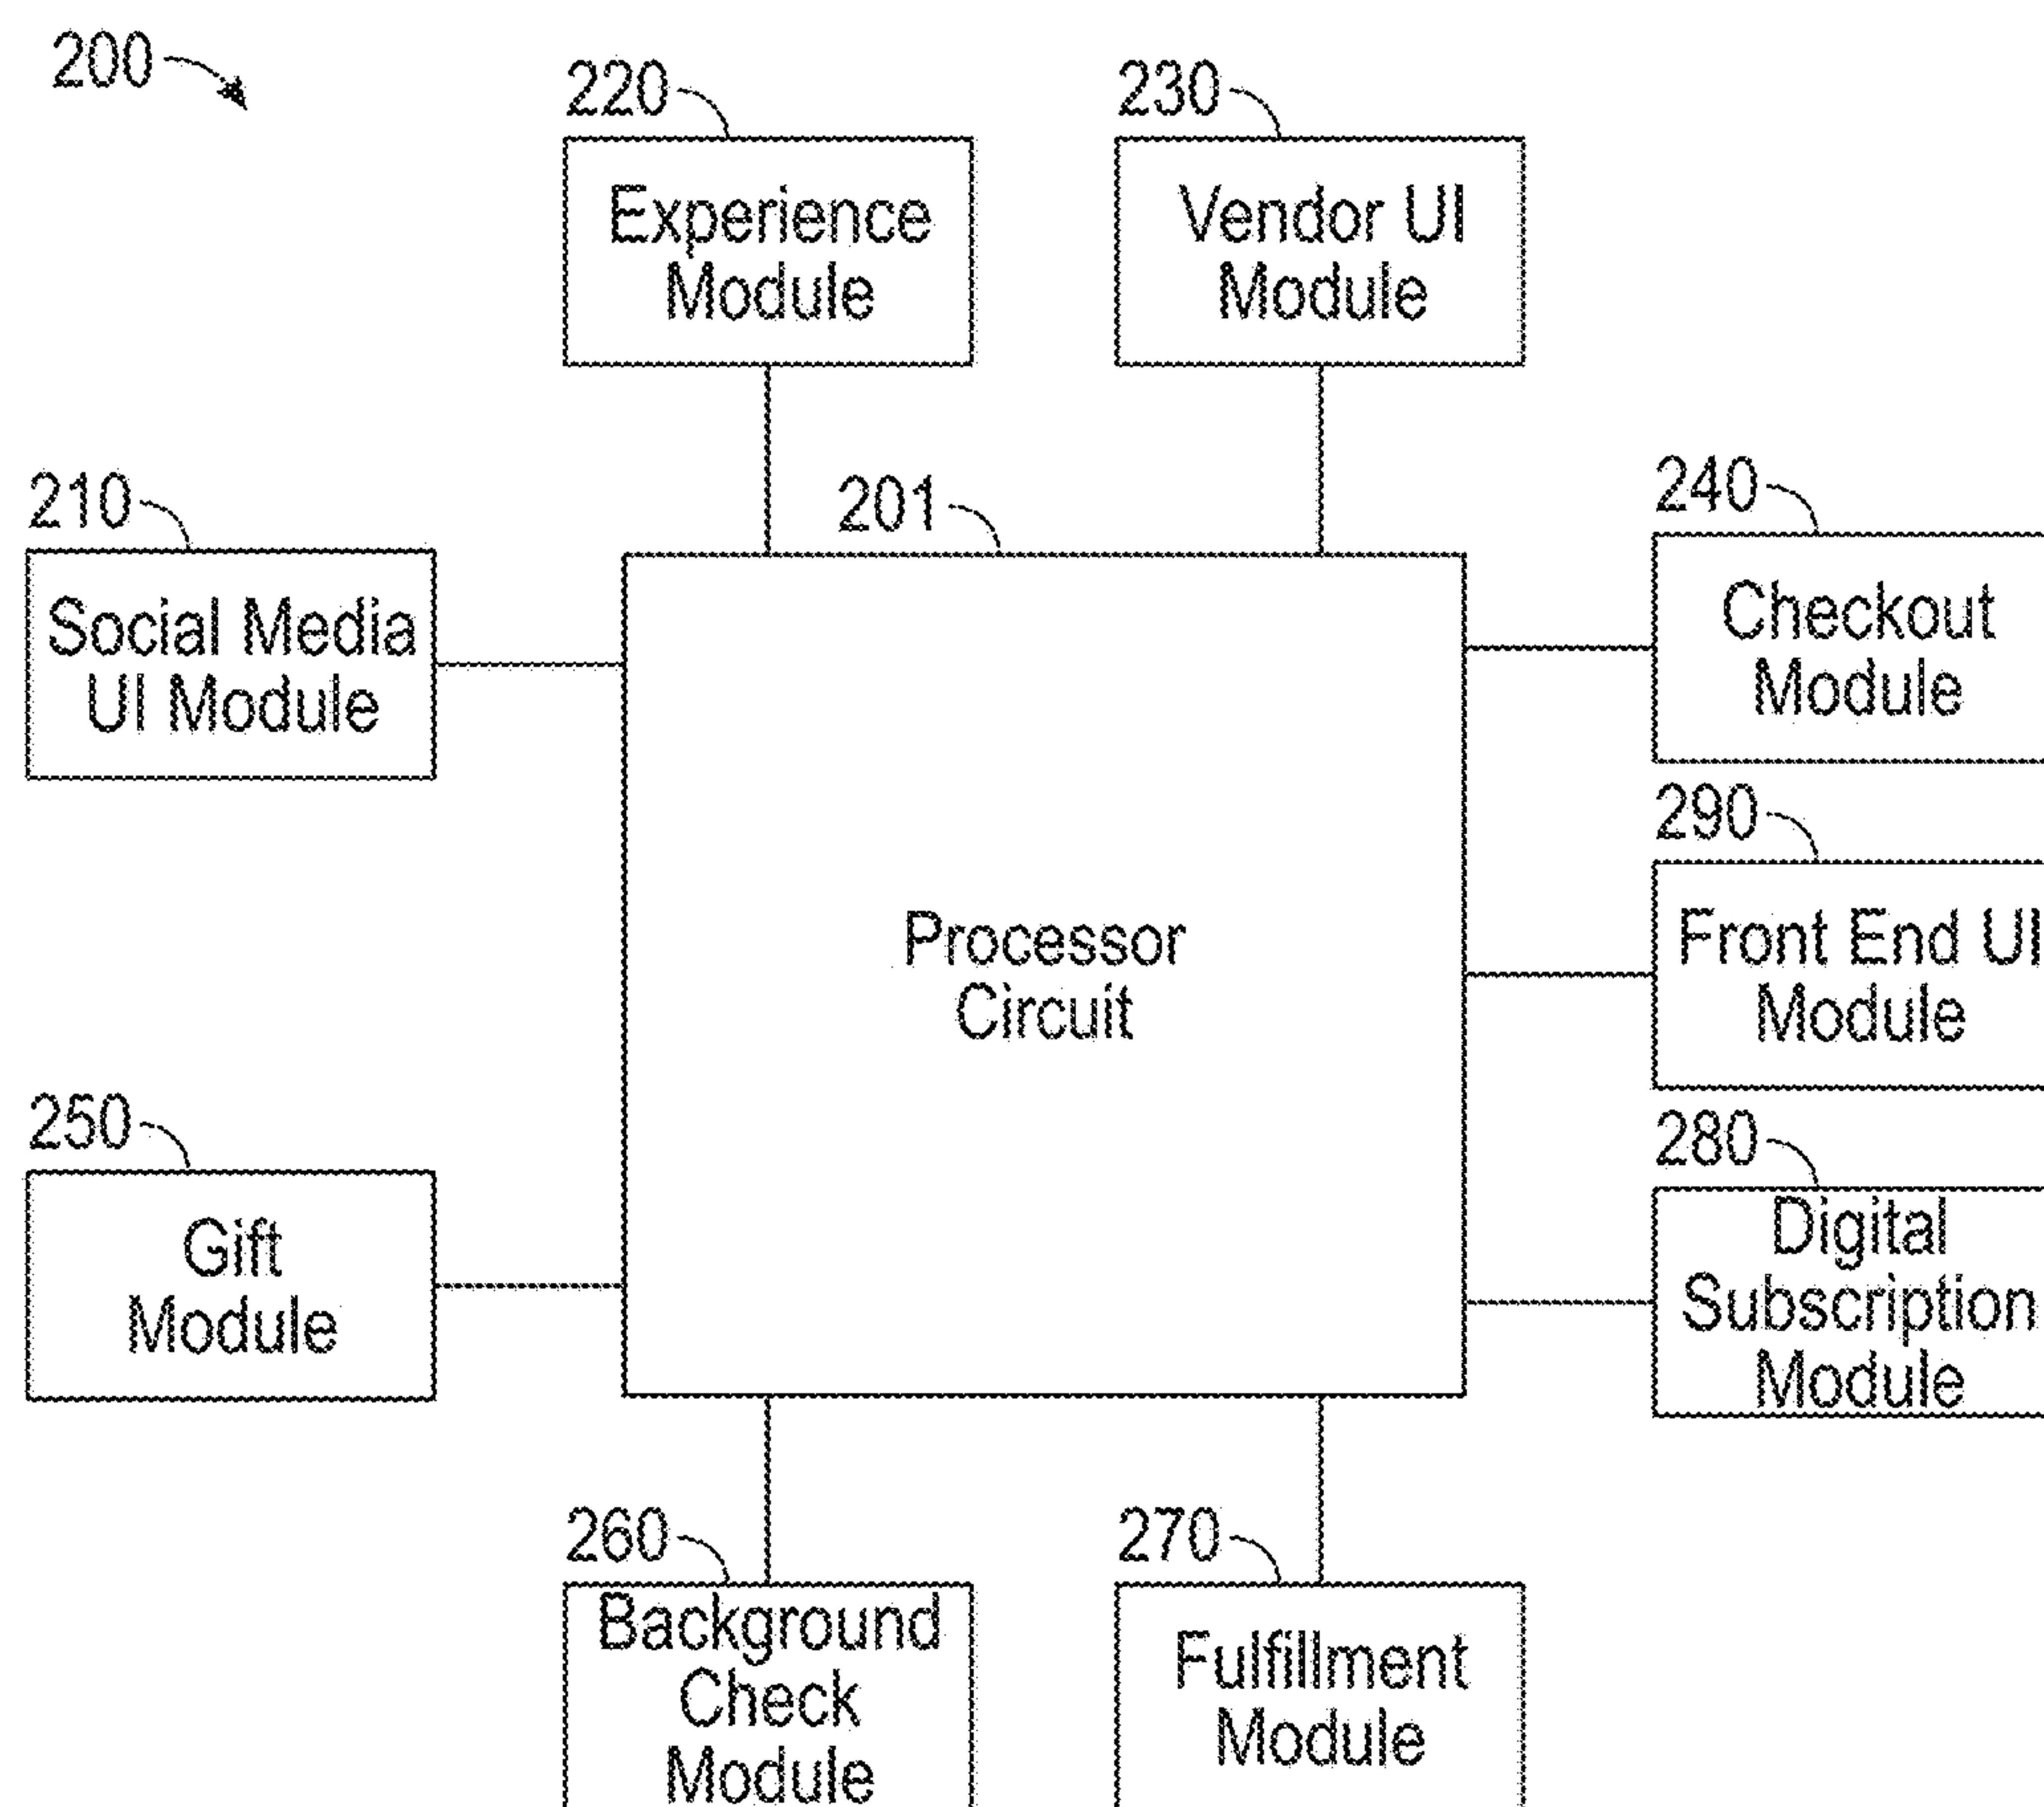 200
220
Experience
Module
230
Vendor UI
Module
210
Social Media
UI Module
201
Processor
Circuit
240
Checkout
Module
290
Front End UI
Module
250
Gift
Module
280
Digital
Subscription
Module
260
Background
Check
Module
270
Fulfillment
Module